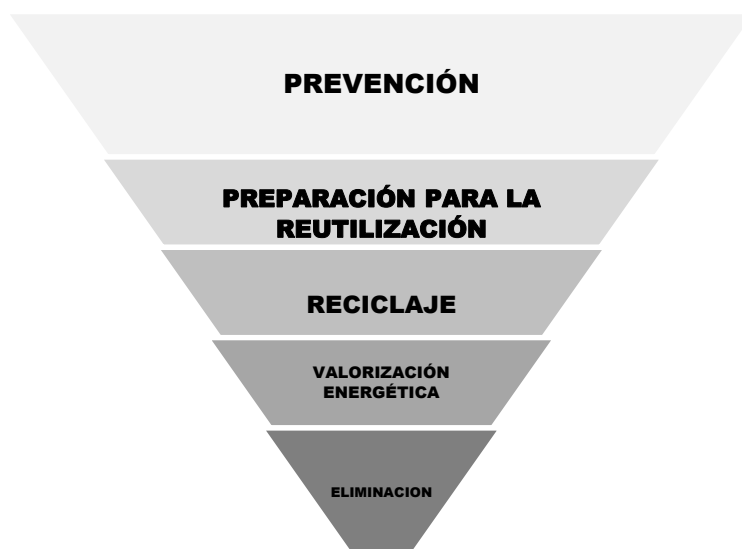 PREVENCIÓN
PREPARACIÓN PARA LA
REUTILIZACIÓN
RECICLAJE
VALORIZACIÓN
ENERGÉTICA
ELIMINACION